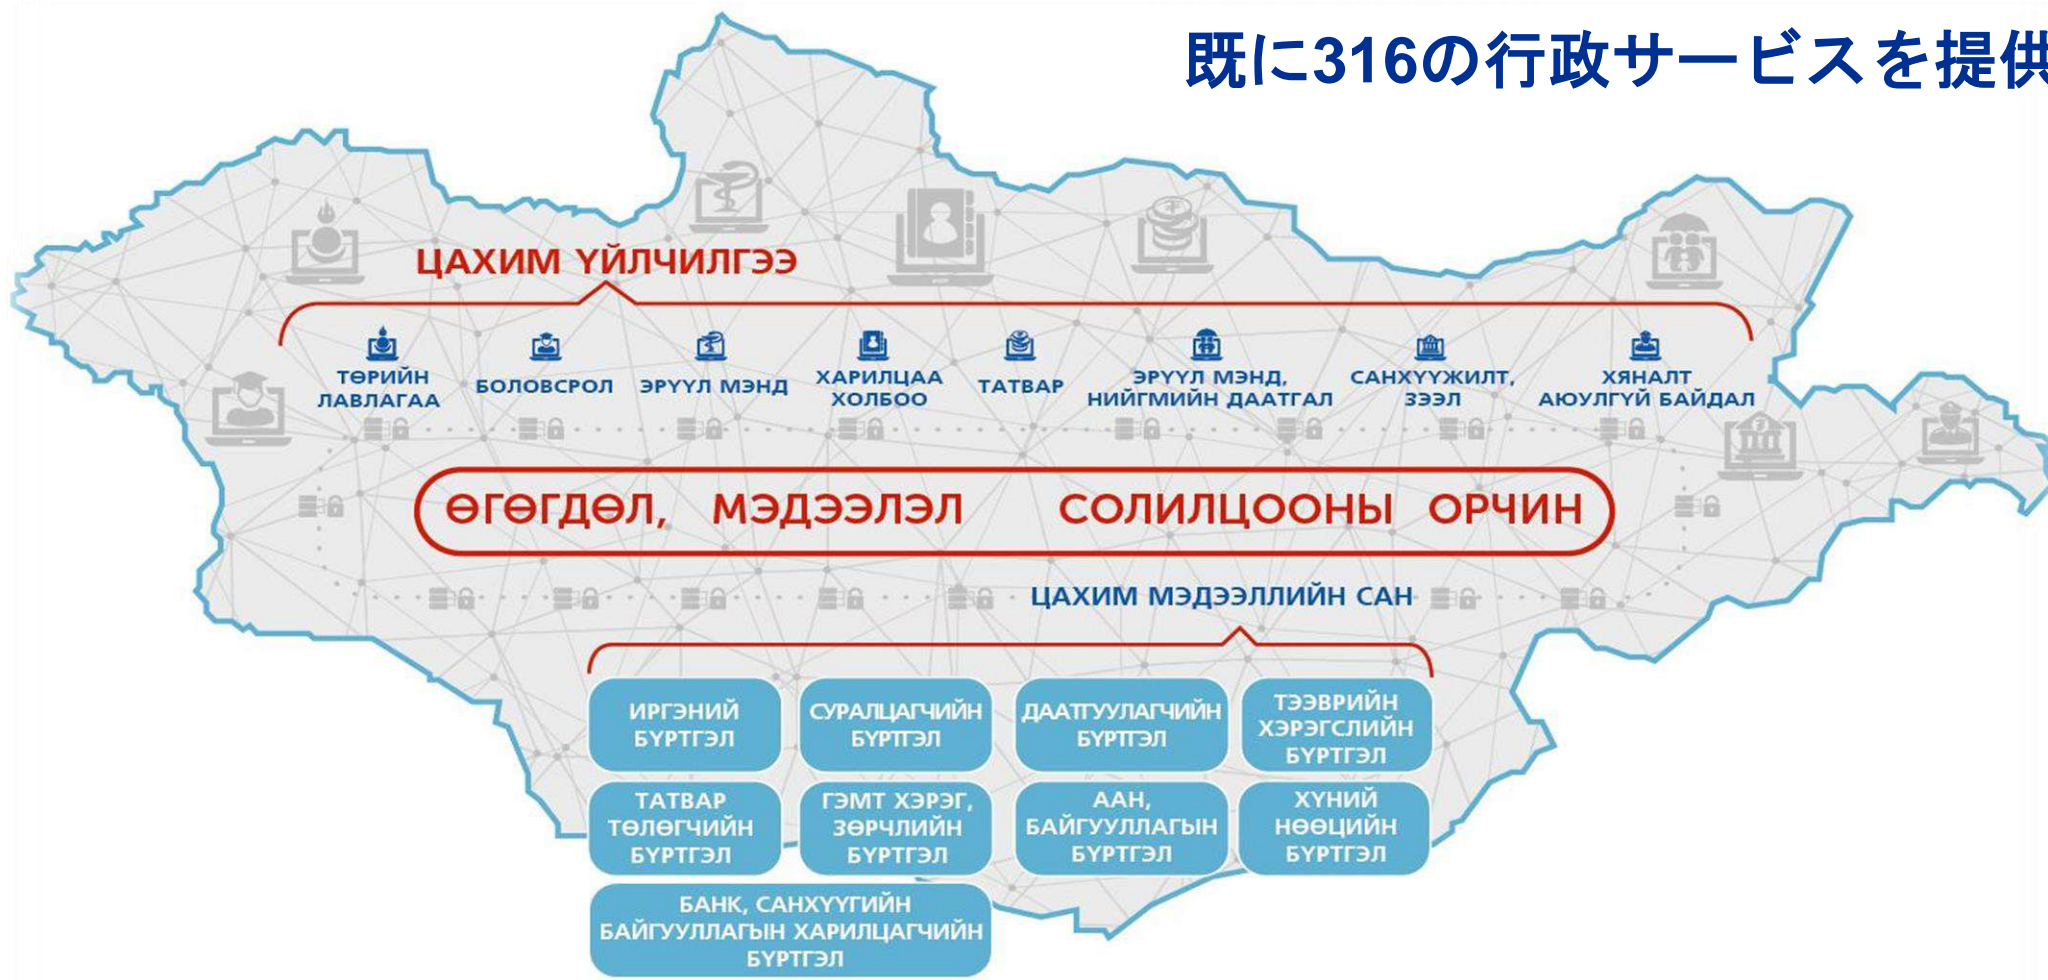 既に316の行政サービスを提供
ЦАХИМ ҮЙЛЧИЛГЭЭ
ТӨРИЙН
ЛАВЛАГАА
БОЛОВСРОЛ
ЭРҮҮЛ МЭНД
ХАРИЛЦАА
ХОЛБОО
ТАТВАР
ЭРҮҮЛ МЭНД,
НИЙГМИЙН ДААТГАЛ
САНХҮҮЖИЛТ,
ЗЭЭЛ
ХЯНАЛТ
АЮУЛГҮЙ БАЙДАЛ
ӨГӨГДӨЛ, МЭДЭЭЛЭЛ СОЛИЛЦООНЫ ОРЧИН
ЦАХИМ МЭДЭЭЛЛИЙН САН
ИРГЭНИЙ
БҮРТГЭЛ
СУРАЛЦАГЧИЙН
БҮРТГЭЛ
ДААТГУУЛАГЧИЙН
БҮРТГЭЛ
ТЭЭВРИЙН
ХЭРЭГСЛИЙН
БҮРТГЭЛ
ТАТВАР
ТӨЛӨГЧИЙН
БҮРТГЭЛ
ГЭМТ ХЭРЭГ,
ЗӨРЧЛИЙН
БҮРТГЭЛ
ААН,
БАЙГУУЛЛАГЫН
БҮРТГЭЛ
ХҮНИЙ
НӨӨЦИЙН
БҮРТГЭЛ
БАНК, САНХҮҮГИЙН
БАЙГУУЛЛАГЫН ХАРИЛЦАГЧИЙН
БҮРТГЭЛ